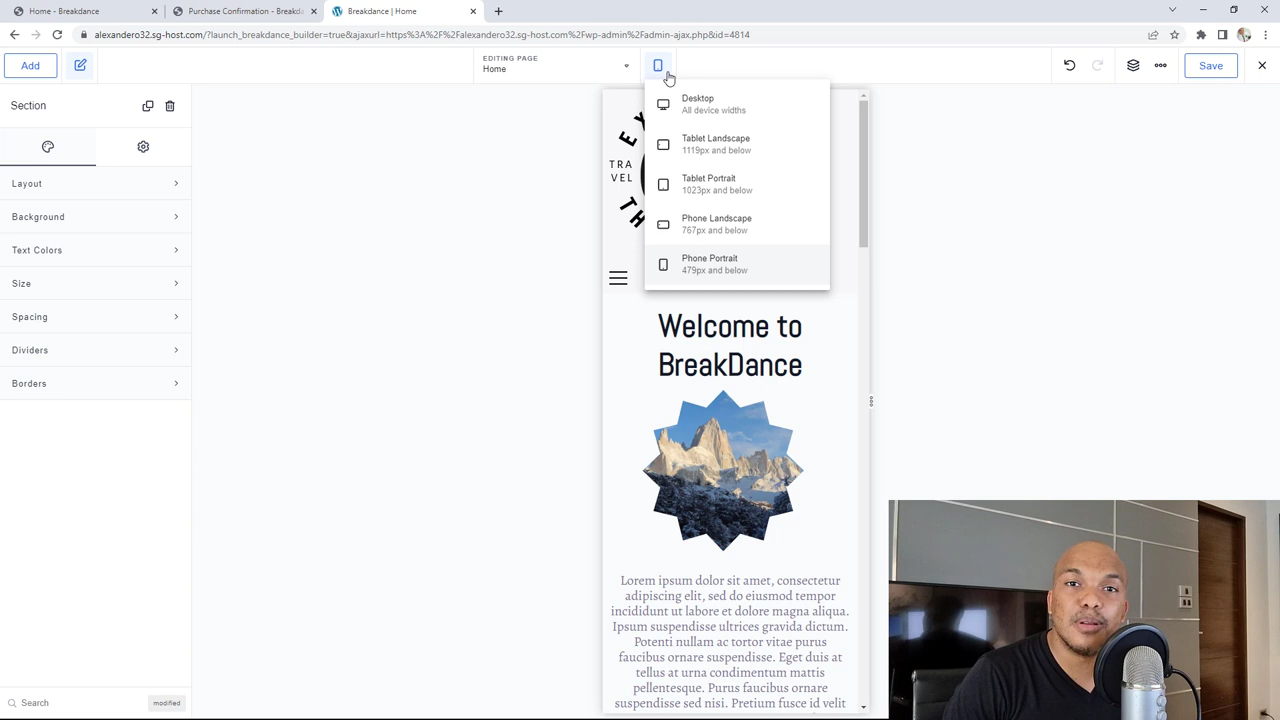 Home - Breakdance
Purchase Confirmation - Breakd
Breakdance | Home
alexandero32.sg-host.com/?launch_breakdance_builder=true&ajaxurl=https%3A%2F%2Falexandero32.sg-host.com%2Fwp-admin%2Fadmin-ajax.php&id=4814
Add
EDITING PAGE
Home
Save
Section
Layout
Background
Text Colors
Size
Spacing
Dividers
Borders
Search
modified
Desktop
All device widths
Tablet Landscape
1119px and below
Tablet Portrait
1023px and below
Phone Landscape
767px and below
Phone Portrait
479px and below
E Y
TRA
VEL
TH
Welcome to
BreakDance
Lorem ipsum dolor sit amet, consectetur
adipiscing elit, sed do eiusmod tempor
incididunt ut labore et dolore magna aliqua.
Ipsum suspendisse ultrices gravida dictum.
Potenti nullam ac tortor vitae purus
faucibus ornare suspendisse. Eget duis at
tellus at urna condimentum mattis
pellentesque. Purus faucibus ornare
suspendisse sed nisi. Pretium fusce id velit